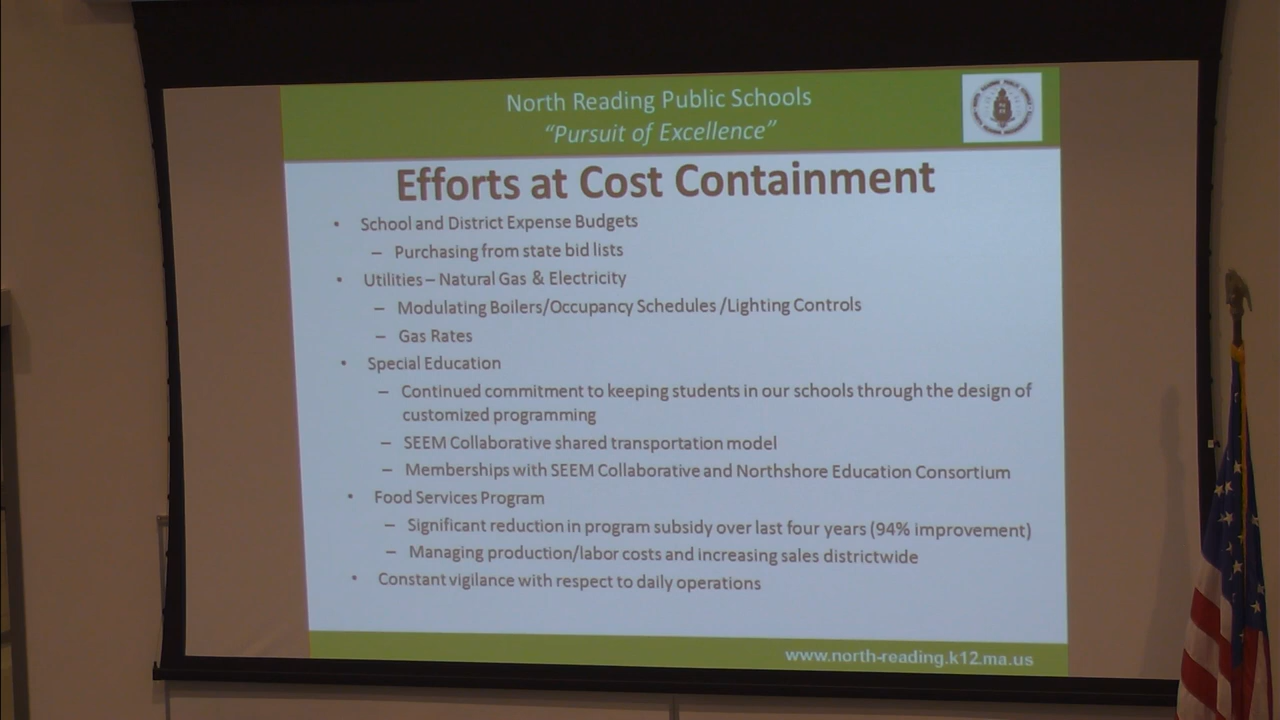 North Reading Public Schools
“Pursuit of Excellence”
Efforts at Cost Containment
• School and District Expense Budgets
– Purchasing from state bid lists
• Utilities – Natural Gas & Electricity
– Modulating Boilers/Occupancy Schedules /Lighting Controls
– Gas Rates
• Special Education
– Continued commitment to keeping students in our schools through the design of
customized programming
– SEEM Collaborative shared transportation model
– Memberships with SEEM Collaborative and Northshore Education Consortium
• Food Services Program
– Significant reduction in program subsidy over last four years (94% improvement)
– Managing production/labor costs and increasing sales districtwide
• Constant vigilance with respect to daily operations
www.north-reading.k12.ma.us